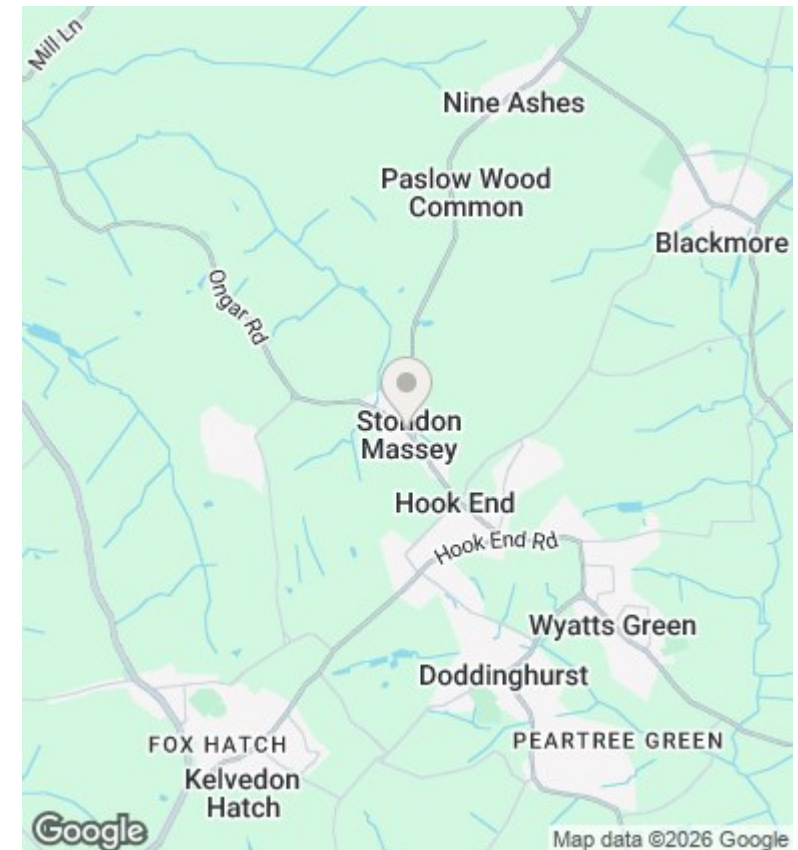 Mill Ln
Nine Ashes
Paslow Wood
Common
Blackmore
Ongar Rd
Stondon
Massey
Hook End
Hook End Rd
Wyatts Green
Doddinghurst
FOX HATCH
PEARTREE GREEN
Kelvedon
Hatch
Google
Map data ©2026 Google